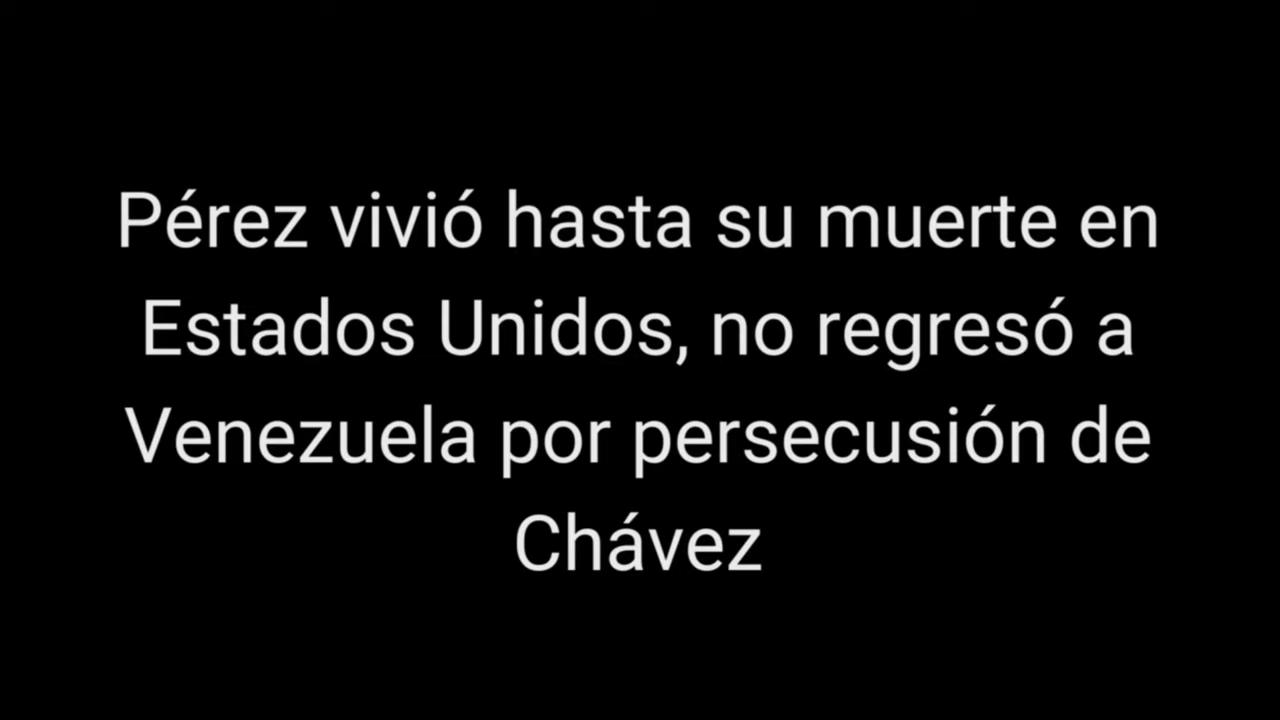 Pérez vivió hasta su muerte en
Estados Unidos, no regresó a
Venezuela por persecusión de
Chávez